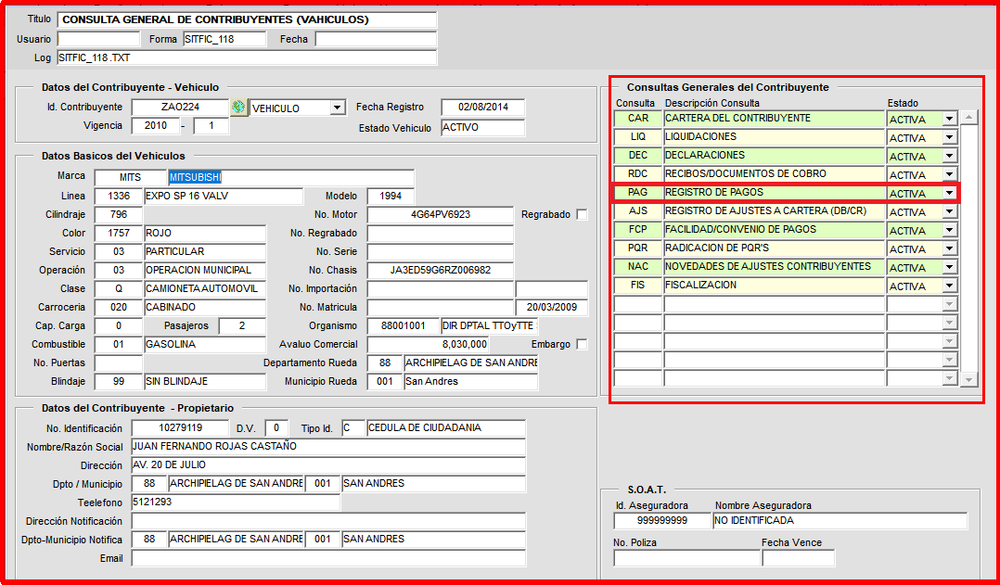 Titulo CONSULTA GENERAL DE CONTRIBUYENTES (VAHICULOS)
Usuario Forma SITFIC_118 Fecha
Log SITFIC_118.TXT
Datos del Contribuyente - Vehiculo
Id. Contribuyente ZAO224 VEHICULO Fecha Registro 02/08/2014
Vigencia 2010 - 1 Estado Vehiculo ACTIVO
Datos Basicos del Vehiculos
Marca MITS MITSUBISHI
Linea 1336 EXPO SP 16 VALV Modelo 1994
Cilindraje 796 No. Motor 4G64PV6923 Regrabado
Color 1757 ROJO No. Regrabado
Servicio 03 PARTICULAR No. Serie
Operación 03 OPERACION MUNICIPAL No. Chasis JA3ED59G6RZ006982
Clase Q CAMIONETA AUTOMOVIL No. Importación
Carroceria 020 CABINADO No. Matricula 20/03/2009
Cap. Carga 0 Pasajeros 2 Organismo 88001001 DIR DPTAL TTOyTTE
Combustible 01 GASOLINA Avaluo Comercial 8,030,000 Embargo
No. Puertas Departamento Rueda 88 ARCHIPIELAG DE SAN ANDRE
Blindaje 99 SIN BLINDAJE Municipio Rueda 001 San Andres
Datos del Contribuyente - Propietario
No. Identificación 10279119 D.V. 0 Tipo Id. C CEDULA DE CIUDADANIA
Nombre/Razón Social JUAN FERNANDO ROJAS CASTAÑO
Dirección AV. 20 DE JULIO
Dpto / Municipio 88 ARCHIPIELAG DE SAN ANDRE 001 SAN ANDRES
Teelefono 5121293
Dirección Notificación
Dpto-Municipio Notifica 88 ARCHIPIELAG DE SAN ANDRE 001 SAN ANDRES
Email
Consultas Generales del Contribuyente
Consulta Descripción Consulta Estado
CAR CARTERA DEL CONTRIBUYENTE ACTIVA
LIQ LIQUIDACIONES ACTIVA
DEC DECLARACIONES ACTIVA
RDC RECIBOS/DOCUMENTOS DE COBRO ACTIVA
PAG REGISTRO DE PAGOS ACTIVA
AJS REGISTRO DE AJUSTES A CARTERA (DB/CR) ACTIVA
FCP FACILIDAD/CONVENIO DE PAGOS ACTIVA
PQR RADICACION DE PQR'S ACTIVA
NAC NOVEDADES DE AJUSTES CONTRIBUYENTES ACTIVA
FIS FISCALIZACION ACTIVA
S.O.A.T.
Id. Aseguradora Nombre Aseguradora
999999999 NO IDENTIFICADA
No. Poliza Fecha Vence